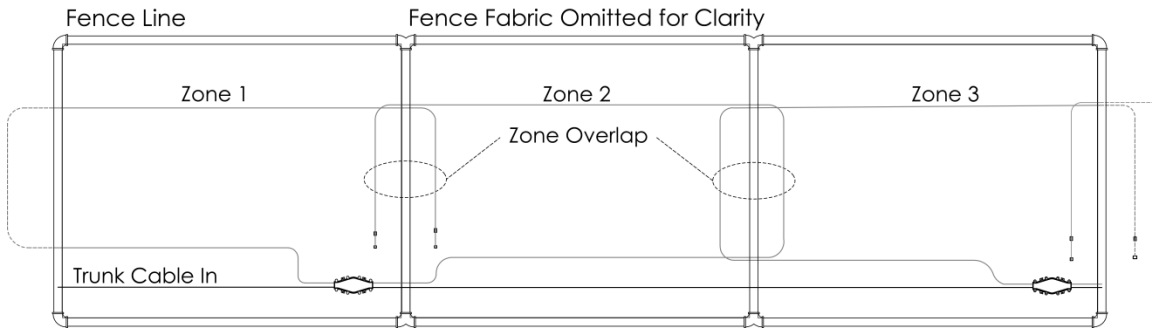 Fence Line
Fence Fabric Omitted for Clarity
Zone 1
Zone 2
Zone 3
Zone Overlap
Trunk Cable In